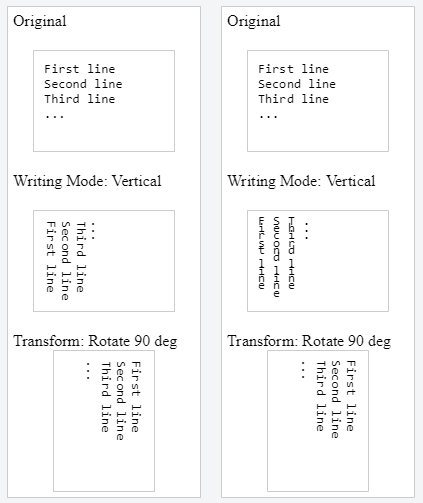 Original
First line
Second line
Third line
...
Writing Mode: Vertical
First line
Second line
Third line
...
Transform: Rotate 90 deg
First line
Second line
Third line
...
Original
First line
Second line
Third line
...
Writing Mode: Vertical
First line
Second line
Third line
...
Transform: Rotate 90 deg
First line
Second line
Third line
...